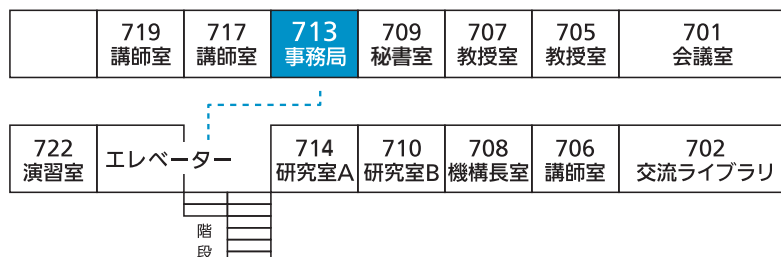 719
講師室
717
講師室
713
事務局
709
秘書室
707
教授室
705
教授室
701
会議室
722
演習室
エレベーター
714
研究室A
710
研究室B
708
機構長室
706
講師室
702
交流ライブラリ
階
段